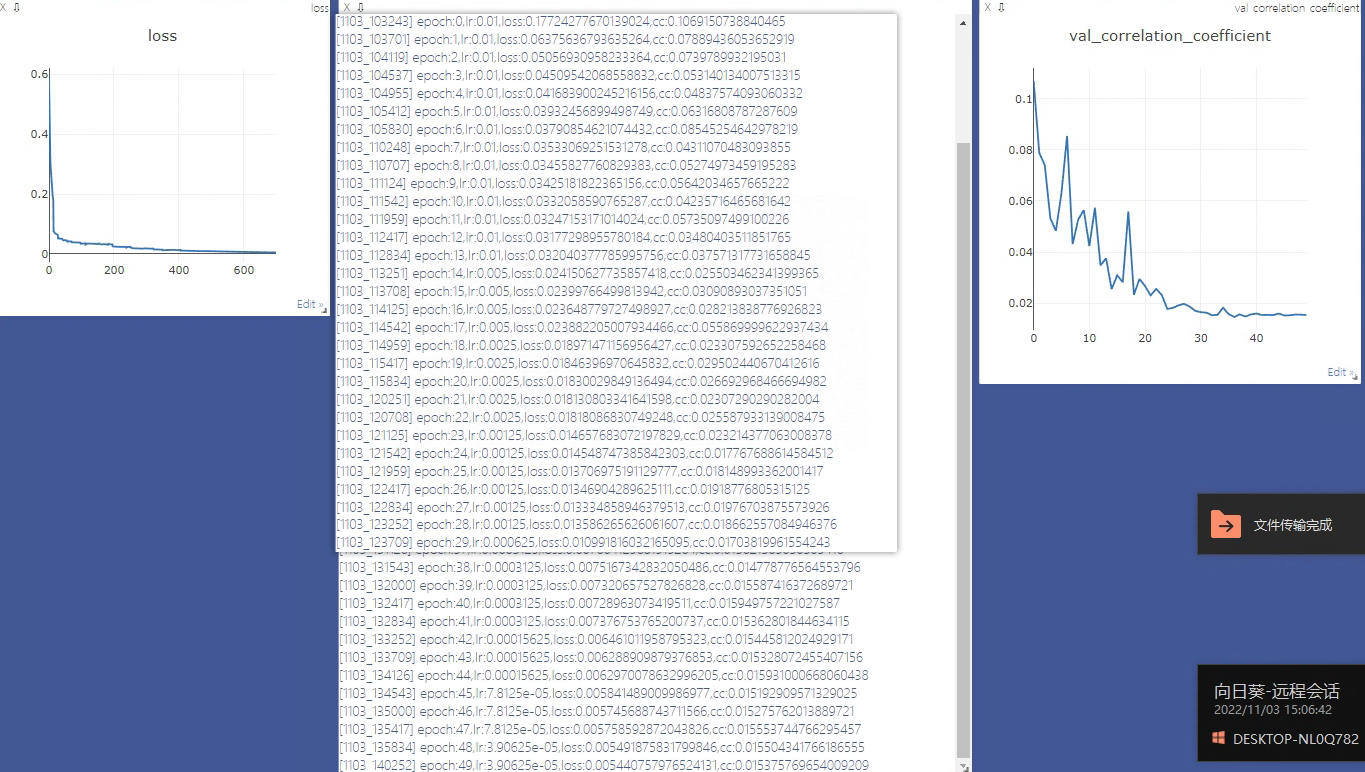 X ⇩ loss
loss
0.6
0.4
0.2
0
0 200 400 600
Edit »
X ⇩
[1103_103243] epoch:0,lr:0.01,loss:0.17724277670139024,cc:0.1069150738840465
[1103_103701] epoch:1,lr:0.01,loss:0.06375636793635264,cc:0.07889436053652919
[1103_104119] epoch:2,lr:0.01,loss:0.05056930958233364,cc:0.0739789932195031
[1103_104537] epoch:3,lr:0.01,loss:0.04509542068558832,cc:0.053140134007513315
[1103_104955] epoch:4,lr:0.01,loss:0.041683900245216156,cc:0.04837574093060332
[1103_105412] epoch:5,lr:0.01,loss:0.03932456899498749,cc:0.06316808787287609
[1103_105830] epoch:6,lr:0.01,loss:0.03790854621074432,cc:0.08545254642978219
[1103_110248] epoch:7,lr:0.01,loss:0.03533069251531278,cc:0.04311070483093855
[1103_110707] epoch:8,lr:0.01,loss:0.03455827760829383,cc:0.05274973459195283
[1103_111124] epoch:9,lr:0.01,loss:0.03425181822365156,cc:0.05642034657665222
[1103_111542] epoch:10,lr:0.01,loss:0.0332058590765287,cc:0.04235716465681642
[1103_111959] epoch:11,lr:0.01,loss:0.03247153171014024,cc:0.05735097499100226
[1103_112417] epoch:12,lr:0.01,loss:0.03177298955780184,cc:0.03480403511851765
[1103_112834] epoch:13,lr:0.01,loss:0.032040377785995756,cc:0.037571317731658845
[1103_113251] epoch:14,lr:0.005,loss:0.024150627735857418,cc:0.025503462341399365
[1103_113708] epoch:15,lr:0.005,loss:0.02399766499813942,cc:0.03090893037351051
[1103_114125] epoch:16,lr:0.005,loss:0.023648779727498927,cc:0.028213838776926823
[1103_114542] epoch:17,lr:0.005,loss:0.023882205007934466,cc:0.055869999622937434
[1103_114959] epoch:18,lr:0.0025,loss:0.018971471156956427,cc:0.023307592652258468
[1103_115417] epoch:19,lr:0.0025,loss:0.01846396970645832,cc:0.029502440670412616
[1103_115834] epoch:20,lr:0.0025,loss:0.01830029849136494,cc:0.026692968466694982
[1103_120251] epoch:21,lr:0.0025,loss:0.018130803341641598,cc:0.02307290290282004
[1103_120708] epoch:22,lr:0.0025,loss:0.01818086830749248,cc:0.025587933139008475
[1103_121125] epoch:23,lr:0.00125,loss:0.014657683072197829,cc:0.023214377063008378
[1103_121542] epoch:24,lr:0.00125,loss:0.014548747385842303,cc:0.017767688614584512
[1103_121959] epoch:25,lr:0.00125,loss:0.013706975191129777,cc:0.018148993362001417
[1103_122417] epoch:26,lr:0.00125,loss:0.01346904289625111,cc:0.01918776805315125
[1103_122834] epoch:27,lr:0.00125,loss:0.013334858946379513,cc:0.01976703875573926
[1103_123252] epoch:28,lr:0.00125,loss:0.013586265626061607,cc:0.018662557084946376
[1103_123709] epoch:29,lr:0.000625,loss:0.010991816032165095,cc:0.01703819961554243
[1103_131543] epoch:38,lr:0.0003125,loss:0.0075167342832050486,cc:0.014778776564553796
[1103_132000] epoch:39,lr:0.0003125,loss:0.007320657527826828,cc:0.015587416372689721
[1103_132417] epoch:40,lr:0.0003125,loss:0.00728963073419511,cc:0.015949757221027587
[1103_132834] epoch:41,lr:0.0003125,loss:0.007376753765200737,cc:0.015362801844634115
[1103_133252] epoch:42,lr:0.00015625,loss:0.006461011958795323,cc:0.015445812024929171
[1103_133709] epoch:43,lr:0.00015625,loss:0.006288909879376853,cc:0.015328072455407156
[1103_134126] epoch:44,lr:0.00015625,loss:0.0062970078632996205,cc:0.015931000668060438
[1103_134543] epoch:45,lr:7.8125e-05,loss:0.005841489009986977,cc:0.015192909571329025
[1103_135000] epoch:46,lr:7.8125e-05,loss:0.005745688743711566,cc:0.015275762013889721
[1103_135417] epoch:47,lr:7.8125e-05,loss:0.005758592872043826,cc:0.015553744766295457
[1103_135834] epoch:48,lr:3.90625e-05,loss:0.005491875831799846,cc:0.015504341766186555
[1103_140252] epoch:49,lr:3.90625e-05,loss:0.005440757976524131,cc:0.015375769654009209
X ⇩ val_correlation_coefficient
val_correlation_coefficient
0.1
0.08
0.06
0.04
0.02
0 10 20 30 40
Edit »
文件传输完成
向日葵-远程会话
2022/11/03 15:06:42
DESKTOP-NL0Q782